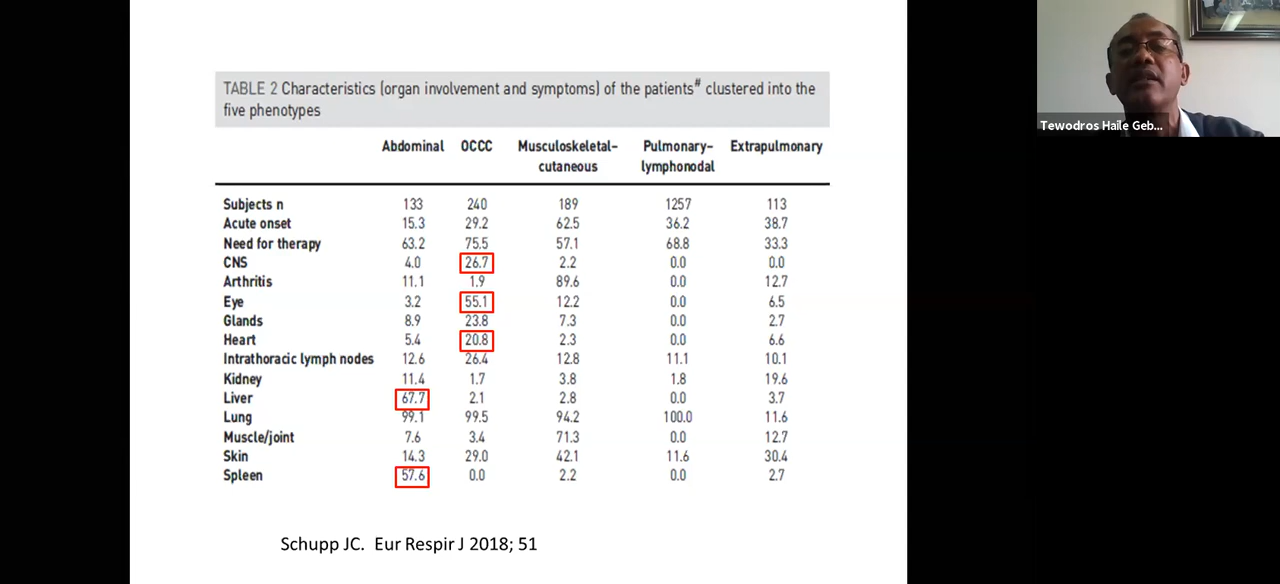 TABLE 2 Characteristics (organ involvement and symptoms) of the patients# clustered into the
five phenotypes
Abdominal OCCC Musculoskeletal– Pulmonary– Extrapulmonary
cutaneous lymphonodal
Subjects n 133 240 189 1257 113
Acute onset 15.3 29.2 62.5 36.2 38.7
Need for therapy 63.2 75.5 57.1 68.8 33.3
CNS 4.0 26.7 2.2 0.0 0.0
Arthritis 11.1 1.9 89.6 0.0 12.7
Eye 3.2 55.1 12.2 0.0 6.5
Glands 8.9 23.8 7.3 0.0 2.7
Heart 5.4 20.8 2.3 0.0 6.6
Intrathoracic lymph nodes 12.6 26.4 12.8 11.1 10.1
Kidney 11.4 1.7 3.8 1.8 19.6
Liver 67.7 2.1 2.8 0.0 3.7
Lung 99.1 99.5 94.2 100.0 11.6
Muscle/joint 7.6 3.4 71.3 0.0 12.7
Skin 14.3 29.0 42.1 11.6 30.4
Spleen 57.6 0.0 2.2 0.0 2.7
Schupp JC. Eur Respir J 2018; 51
Tewodros Haile Geb...